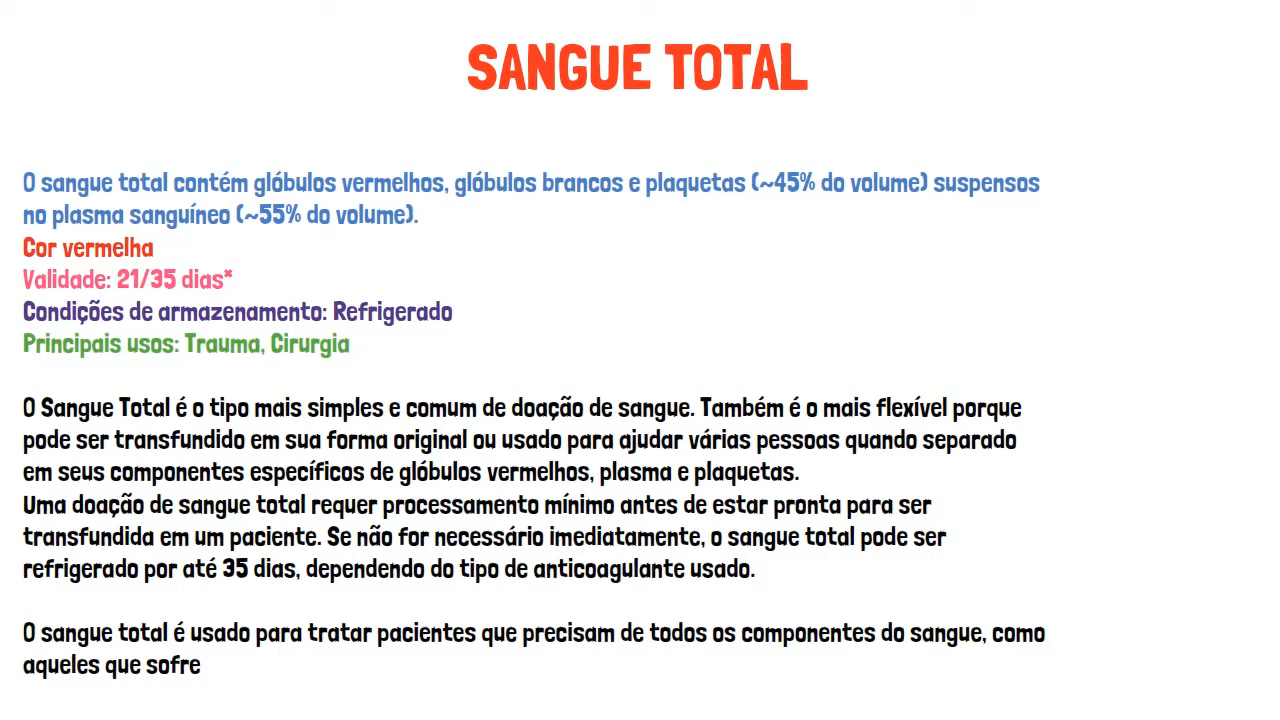 SANGUE TOTAL
O sangue total contém glóbulos vermelhos, glóbulos brancos e plaquetas (~45% do volume) suspensos
no plasma sanguíneo (~55% do volume).
Cor vermelha
Validade: 21/35 dias*
Condições de armazenamento: Refrigerado
Principais usos: Trauma, Cirurgia
O Sangue Total é o tipo mais simples e comum de doação de sangue. Também é o mais flexível porque
pode ser transfundido em sua forma original ou usado para ajudar várias pessoas quando separado
em seus componentes específicos de glóbulos vermelhos, plasma e plaquetas.
Uma doação de sangue total requer processamento mínimo antes de estar pronta para ser
transfundida em um paciente. Se não for necessário imediatamente, o sangue total pode ser
refrigerado por até 35 dias, dependendo do tipo de anticoagulante usado.
O sangue total é usado para tratar pacientes que precisam de todos os componentes do sangue, como
aqueles que sofre